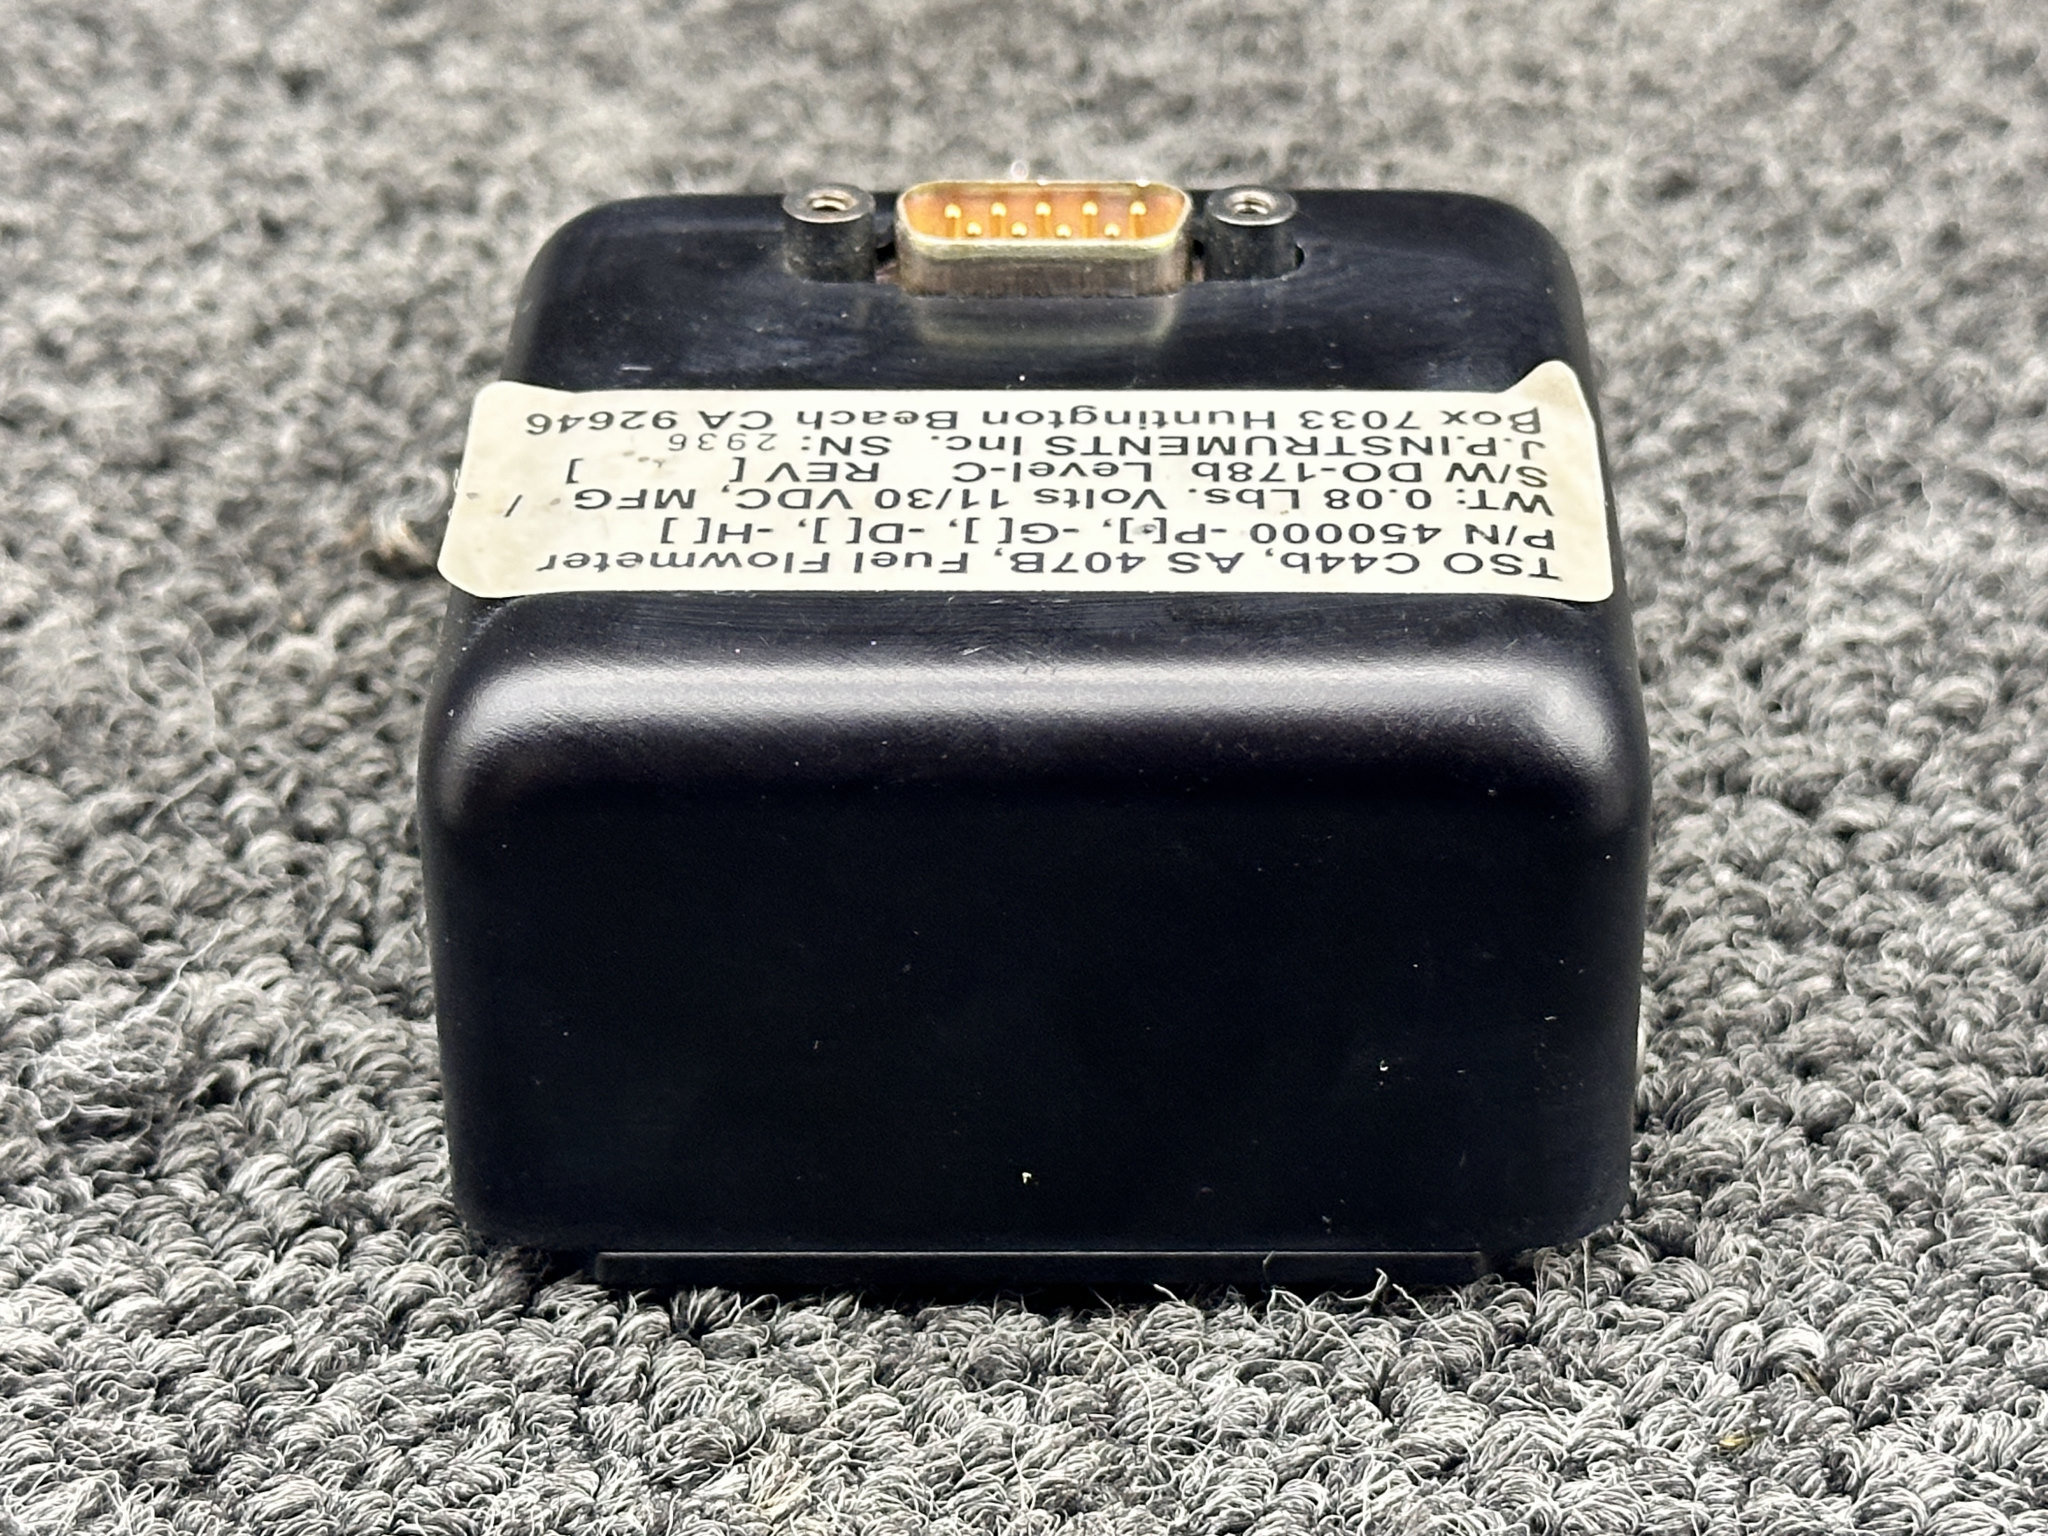 TSO C44b, AS 407B, Fuel Flowmeter
P/N 450000 -P[ ], -G[ ], -D[ ], -H[ ]
WT: 0.08 Lbs. Volts 11/30 VDC, MFG /
S/W DO-178b Level-C REV [ ]
J.P.INSTRUMENTS Inc. SN: 2936
Box 7033 Huntington Beach CA 92646